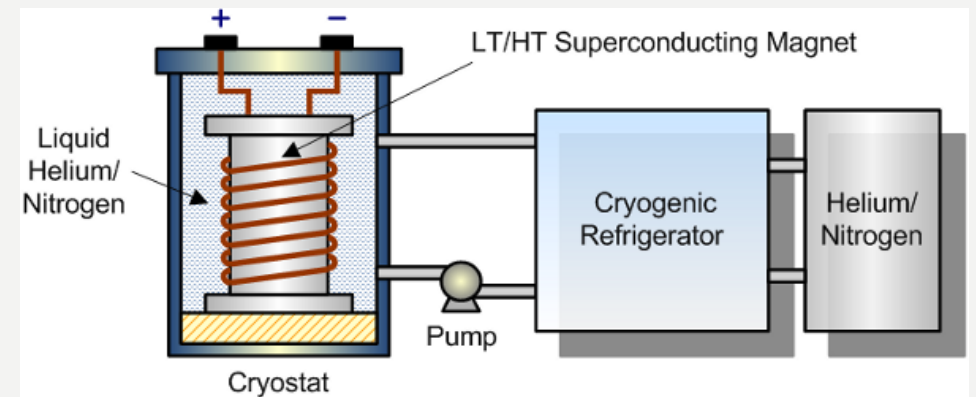 + −
LT/HT Superconducting Magnet
Liquid
Helium/
Nitrogen
Cryogenic
Refrigerator
Helium/
Nitrogen
Pump
Cryostat